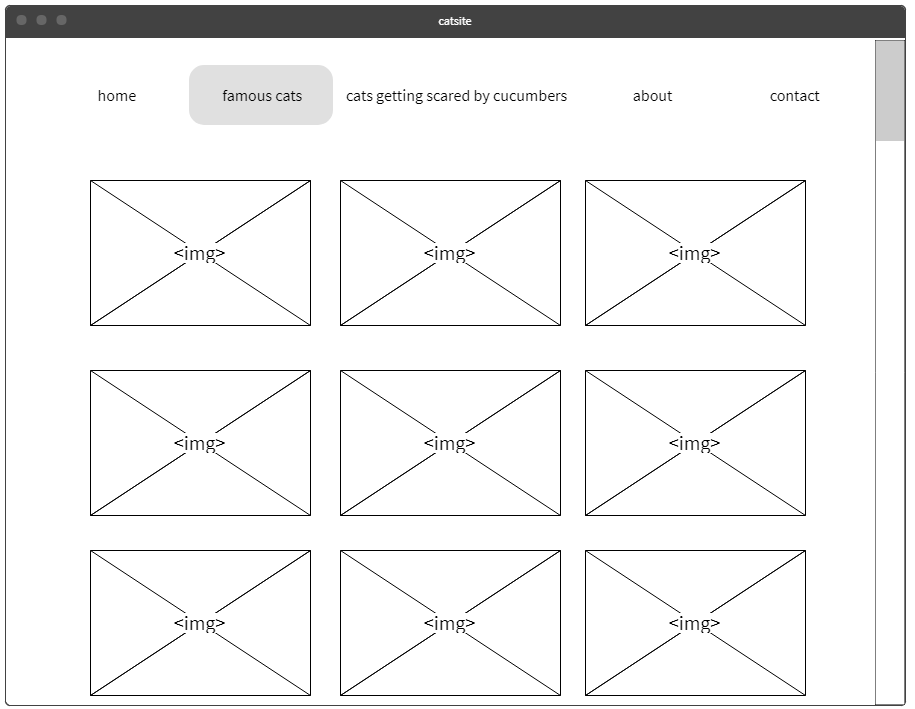 catsite
home famous cats cats getting scared by cucumbers about contact
<img> <img> <img>
<img> <img> <img>
<img> <img> <img>